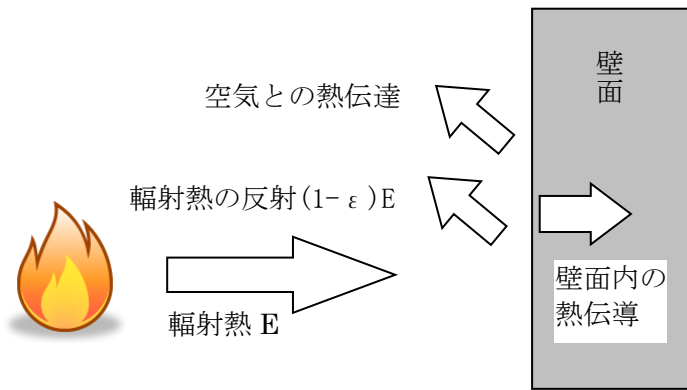 壁面
空気との熱伝達
輻射熱の反射(1-ε)E
輻射熱 E
壁面内の
熱伝導